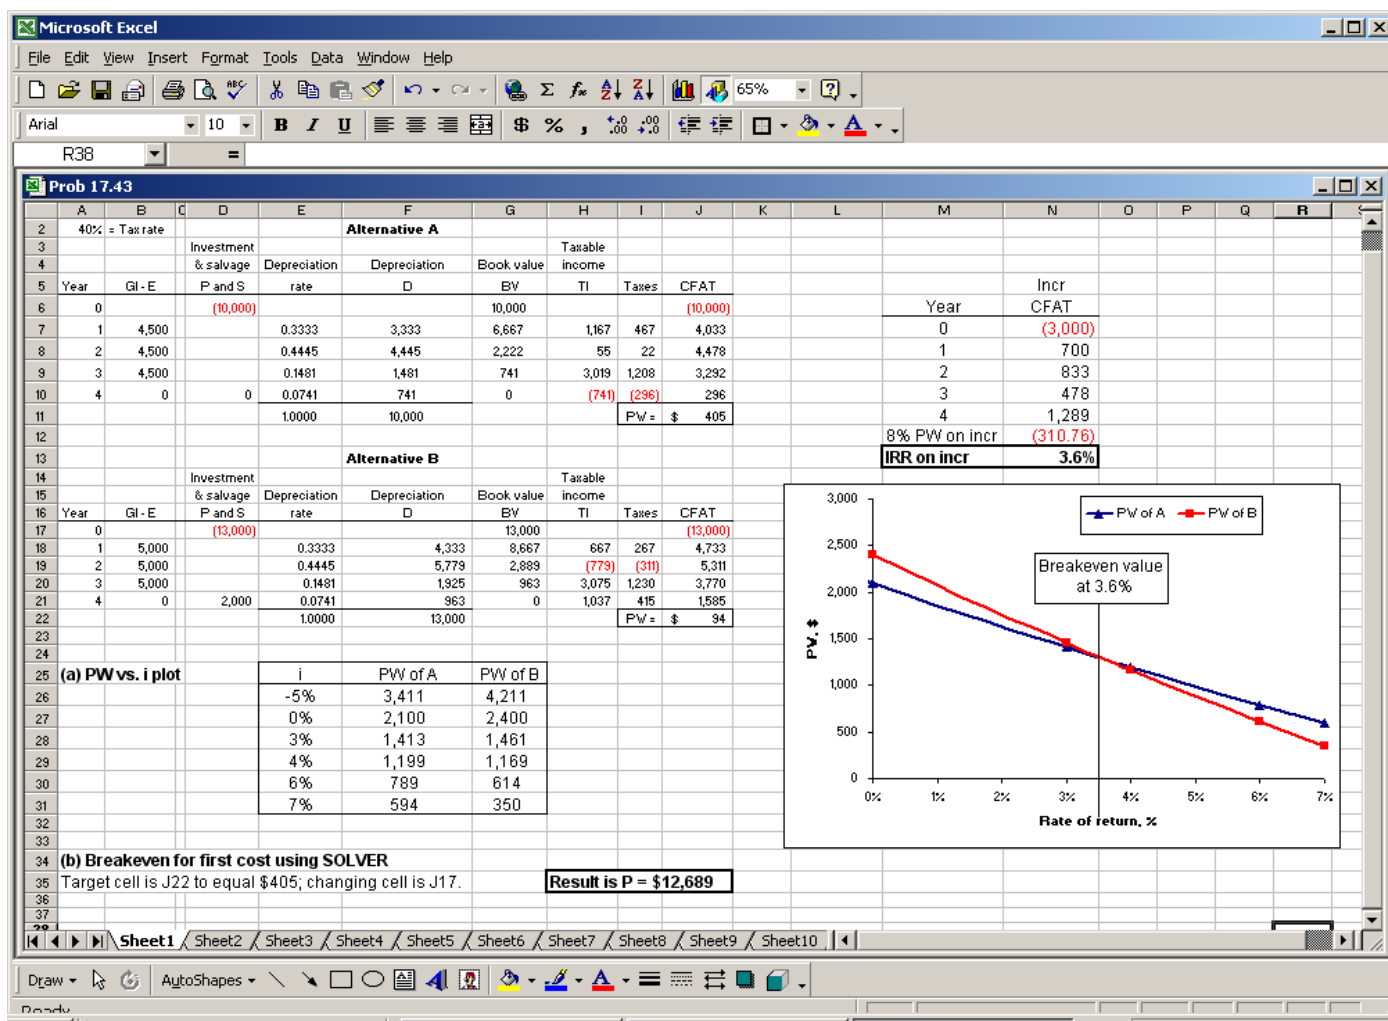 Microsoft Excel
File Edit View Insert Format Tools Data Window Help
65%
Arial 10 B I U $ % ,
R38 =
Prob 17.43
A B C D E F G H I J K L M N O P Q R S
2 40% = Tax rate Alternative A
3 Investment Taxable
4 & salvage Depreciation Depreciation Book value income
5 Year GI - E P and S rate D BV TI Taxes CFAT Incr
6 0 (10,000) 10,000 (10,000) Year CFAT
7 1 4,500 0.3333 3,333 6,667 1,167 467 4,033 0 (3,000)
8 2 4,500 0.4445 4,445 2,222 55 22 4,478 1 700
9 3 4,500 0.1481 1,481 741 3,019 1,208 3,292 2 833
10 4 0 0 0.0741 741 0 (741) (296) 296 3 478
11 1.0000 10,000 PW = $ 405 4 1,289
12 8% PW on incr (310.76)
13 Alternative B IRR on incr 3.6%
14 Investment Taxable
15 & salvage Depreciation Depreciation Book value income
16 Year GI - E P and S rate D BV TI Taxes CFAT
17 0 (13,000) 13,000 (13,000)
18 1 5,000 0.3333 4,333 8,667 667 267 4,733
19 2 5,000 0.4445 5,779 2,889 (779) (311) 5,311
20 3 5,000 0.1481 1,925 963 3,075 1,230 3,770
21 4 0 2,000 0.0741 963 0 1,037 415 1,585
22 1.0000 13,000 PW = $ 94
23
24
25 (a) PW vs. i plot i PW of A PW of B
26 -5% 3,411 4,211
27 0% 2,100 2,400
28 3% 1,413 1,461
29 4% 1,199 1,169
30 6% 789 614
31 7% 594 350
32
33
34 (b) Breakeven for first cost using SOLVER
35 Target cell is J22 to equal $405; changing cell is J17. Result is P = $12,689
36
37
38
3,000
2,500
2,000
1,500
1,000
500
0
PW, $
PW of A PW of B
Breakeven value
at 3.6%
0% 1% 2% 3% 4% 5% 6% 7%
Rate of return, %
Sheet1 Sheet2 Sheet3 Sheet4 Sheet5 Sheet6 Sheet7 Sheet8 Sheet9 Sheet10
Draw AutoShapes
Ready